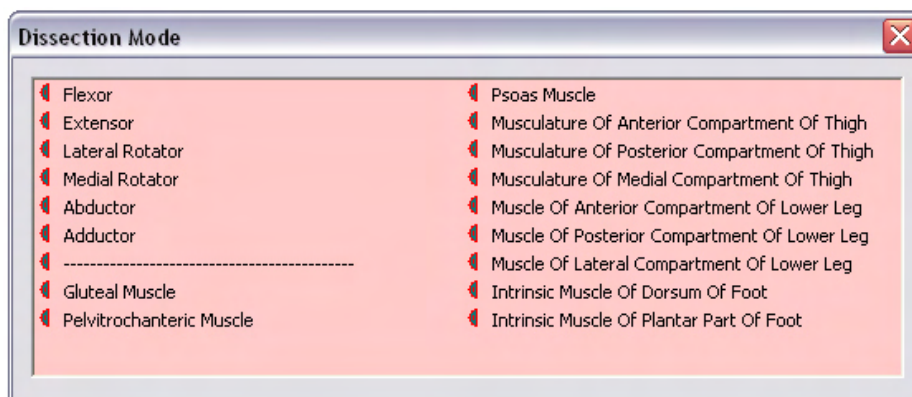 Dissection Mode
Flexor
Extensor
Lateral Rotator
Medial Rotator
Abductor
Adductor
--------------------------------------------
Gluteal Muscle
Pelvitrochanteric Muscle
Psoas Muscle
Musculature Of Anterior Compartment Of Thigh
Musculature Of Posterior Compartment Of Thigh
Musculature Of Medial Compartment Of Thigh
Muscle Of Anterior Compartment Of Lower Leg
Muscle Of Posterior Compartment Of Lower Leg
Muscle Of Lateral Compartment Of Lower Leg
Intrinsic Muscle Of Dorsum Of Foot
Intrinsic Muscle Of Plantar Part Of Foot